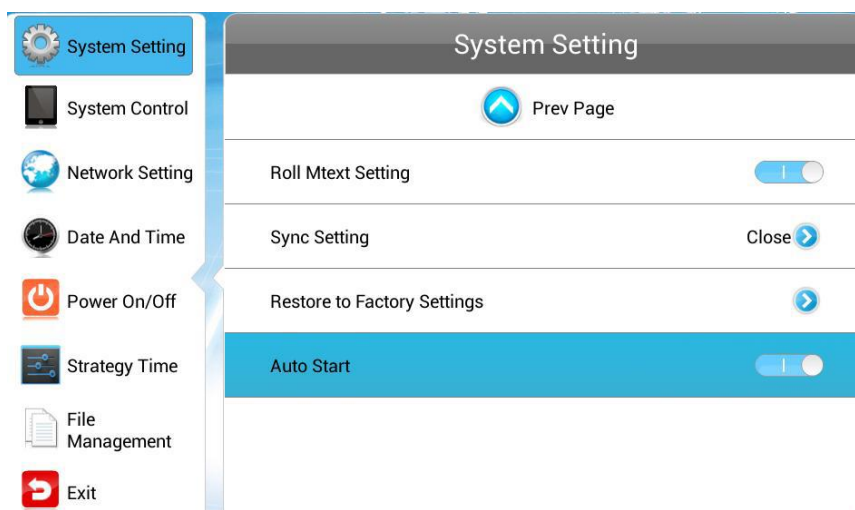 System Setting
System Control
Network Setting
Date And Time
Power On/Off
Strategy Time
File
Management
Exit
System Setting
Prev Page
Roll Mtext Setting
Sync Setting
Close
Restore to Factory Settings
Auto Start